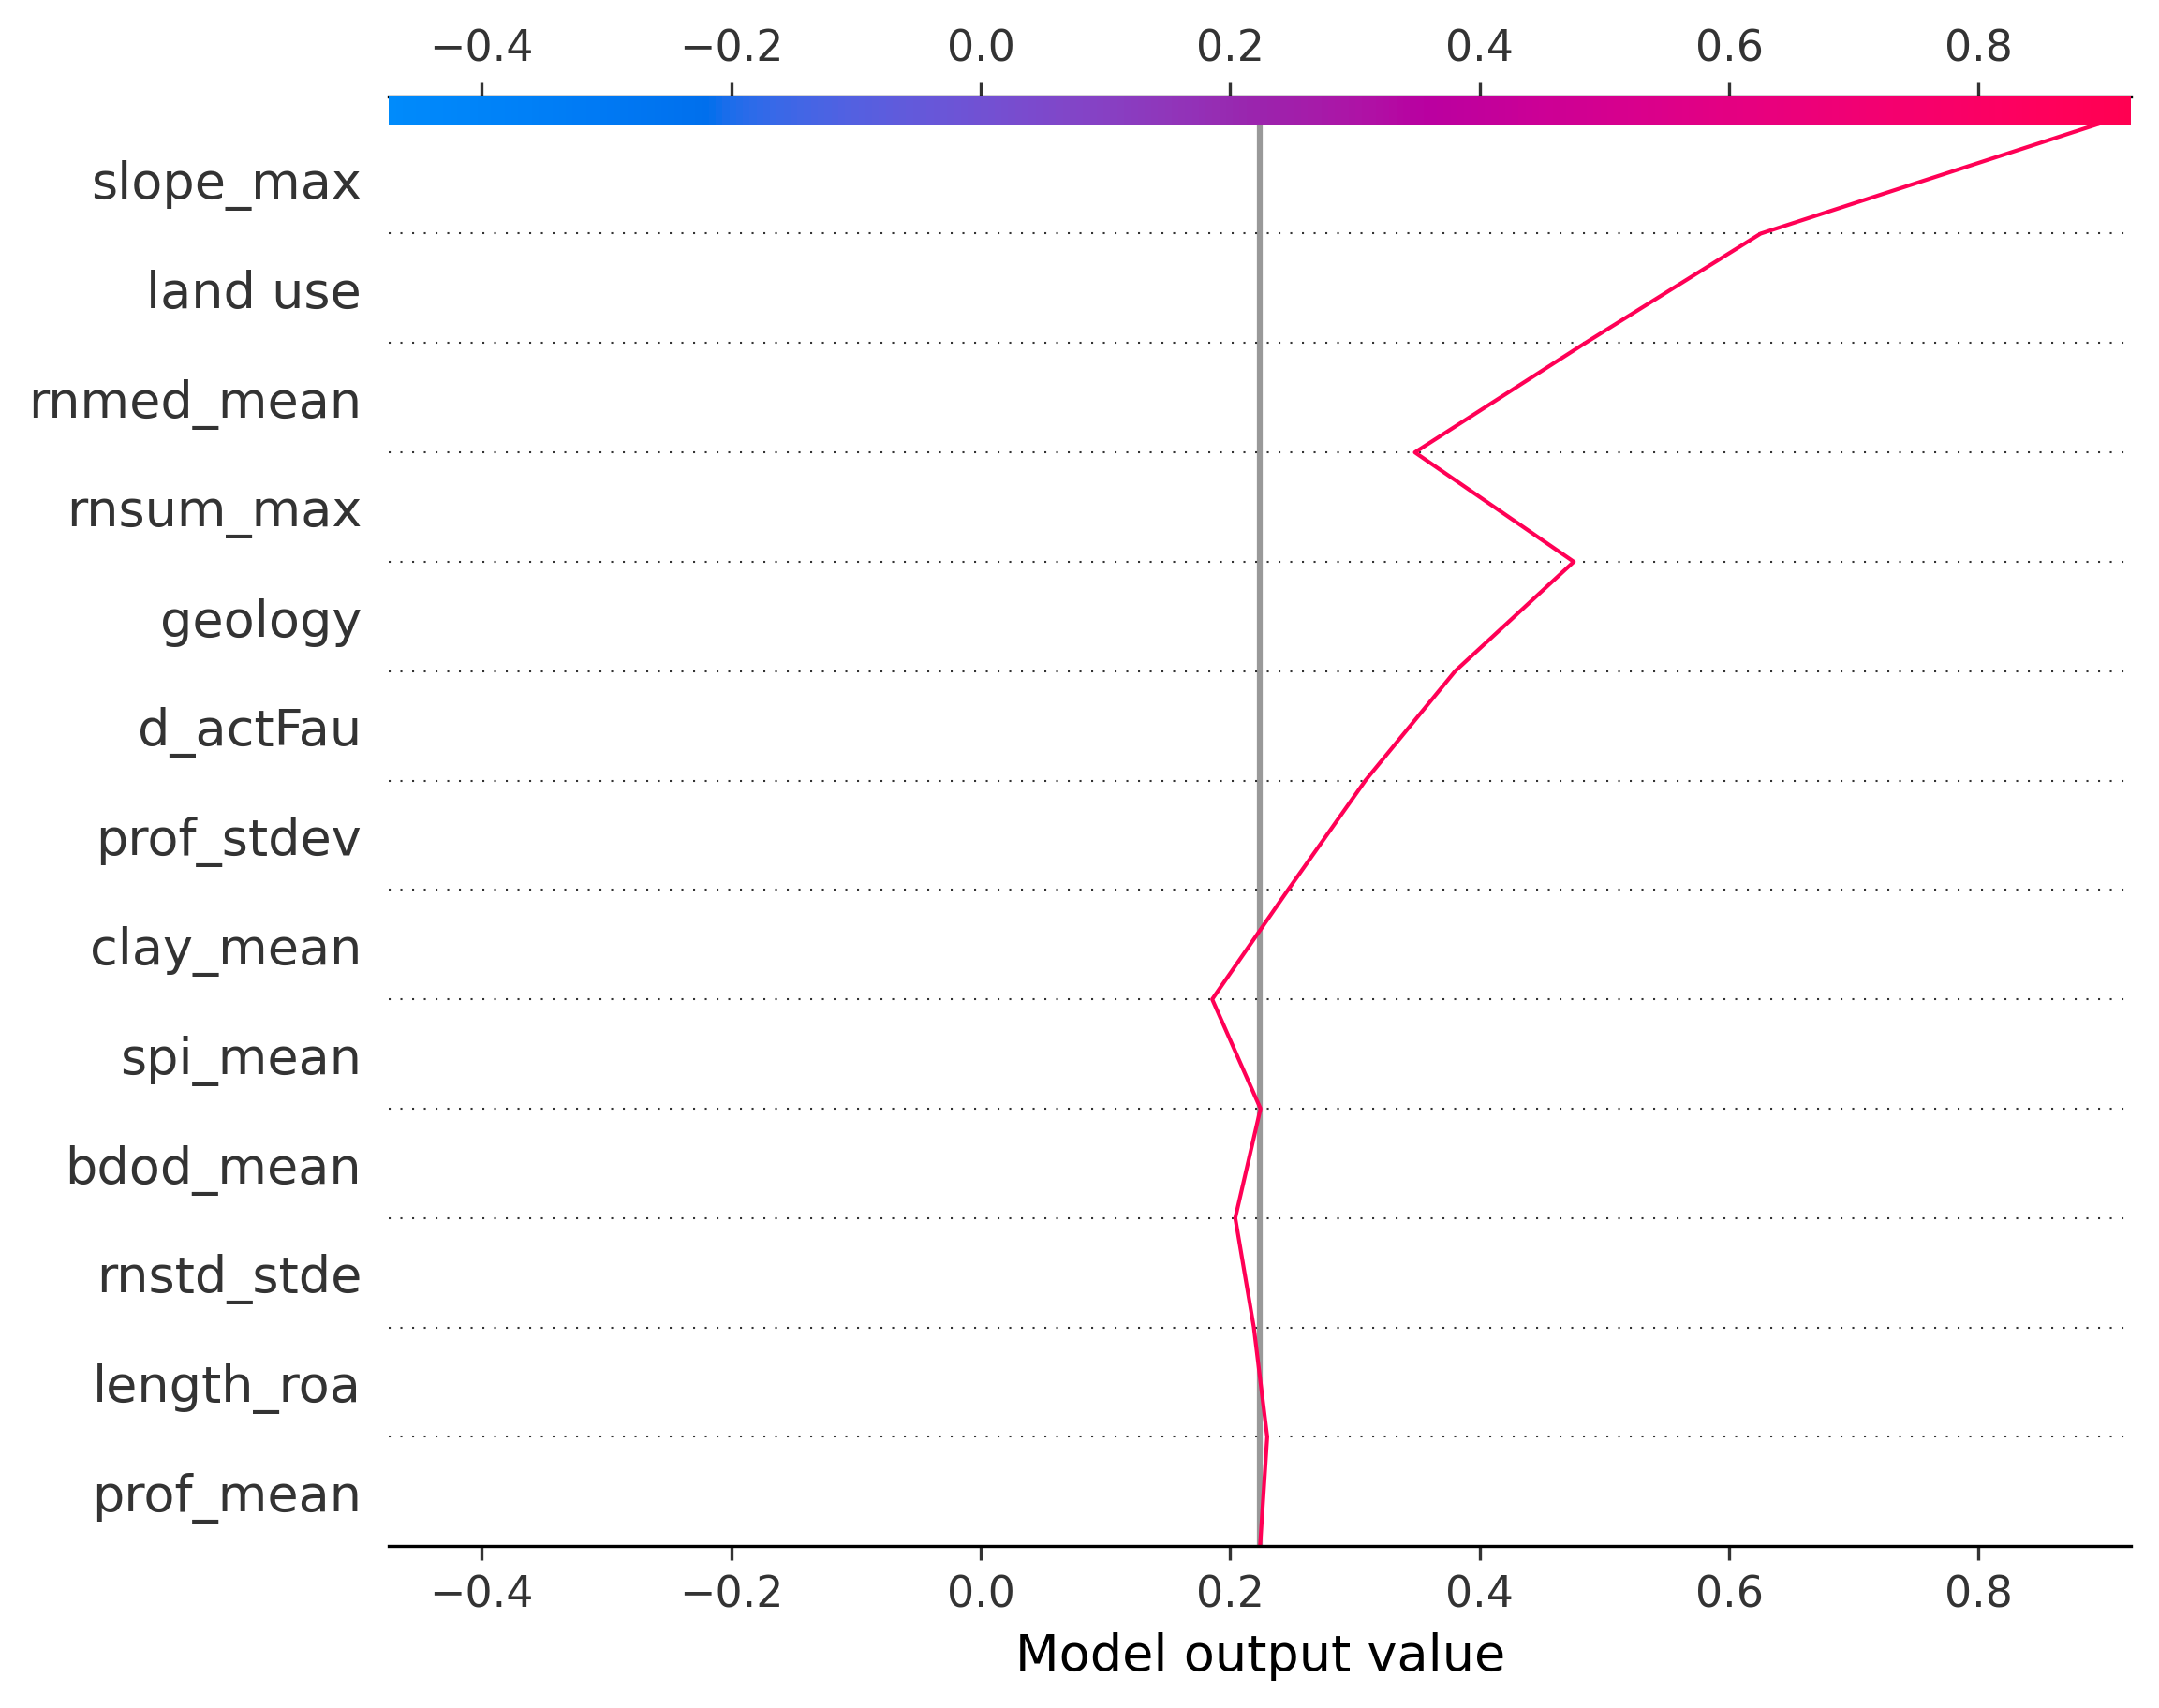 −0.4 −0.2 0.0 0.2 0.4 0.6 0.8
slope_max
land use
rnmed_mean
rnsum_max
geology
d_actFau
prof_stdev
clay_mean
spi_mean
bdod_mean
rnstd_stde
length_roa
prof_mean
−0.4 −0.2 0.0 0.2 0.4 0.6 0.8
Model output value